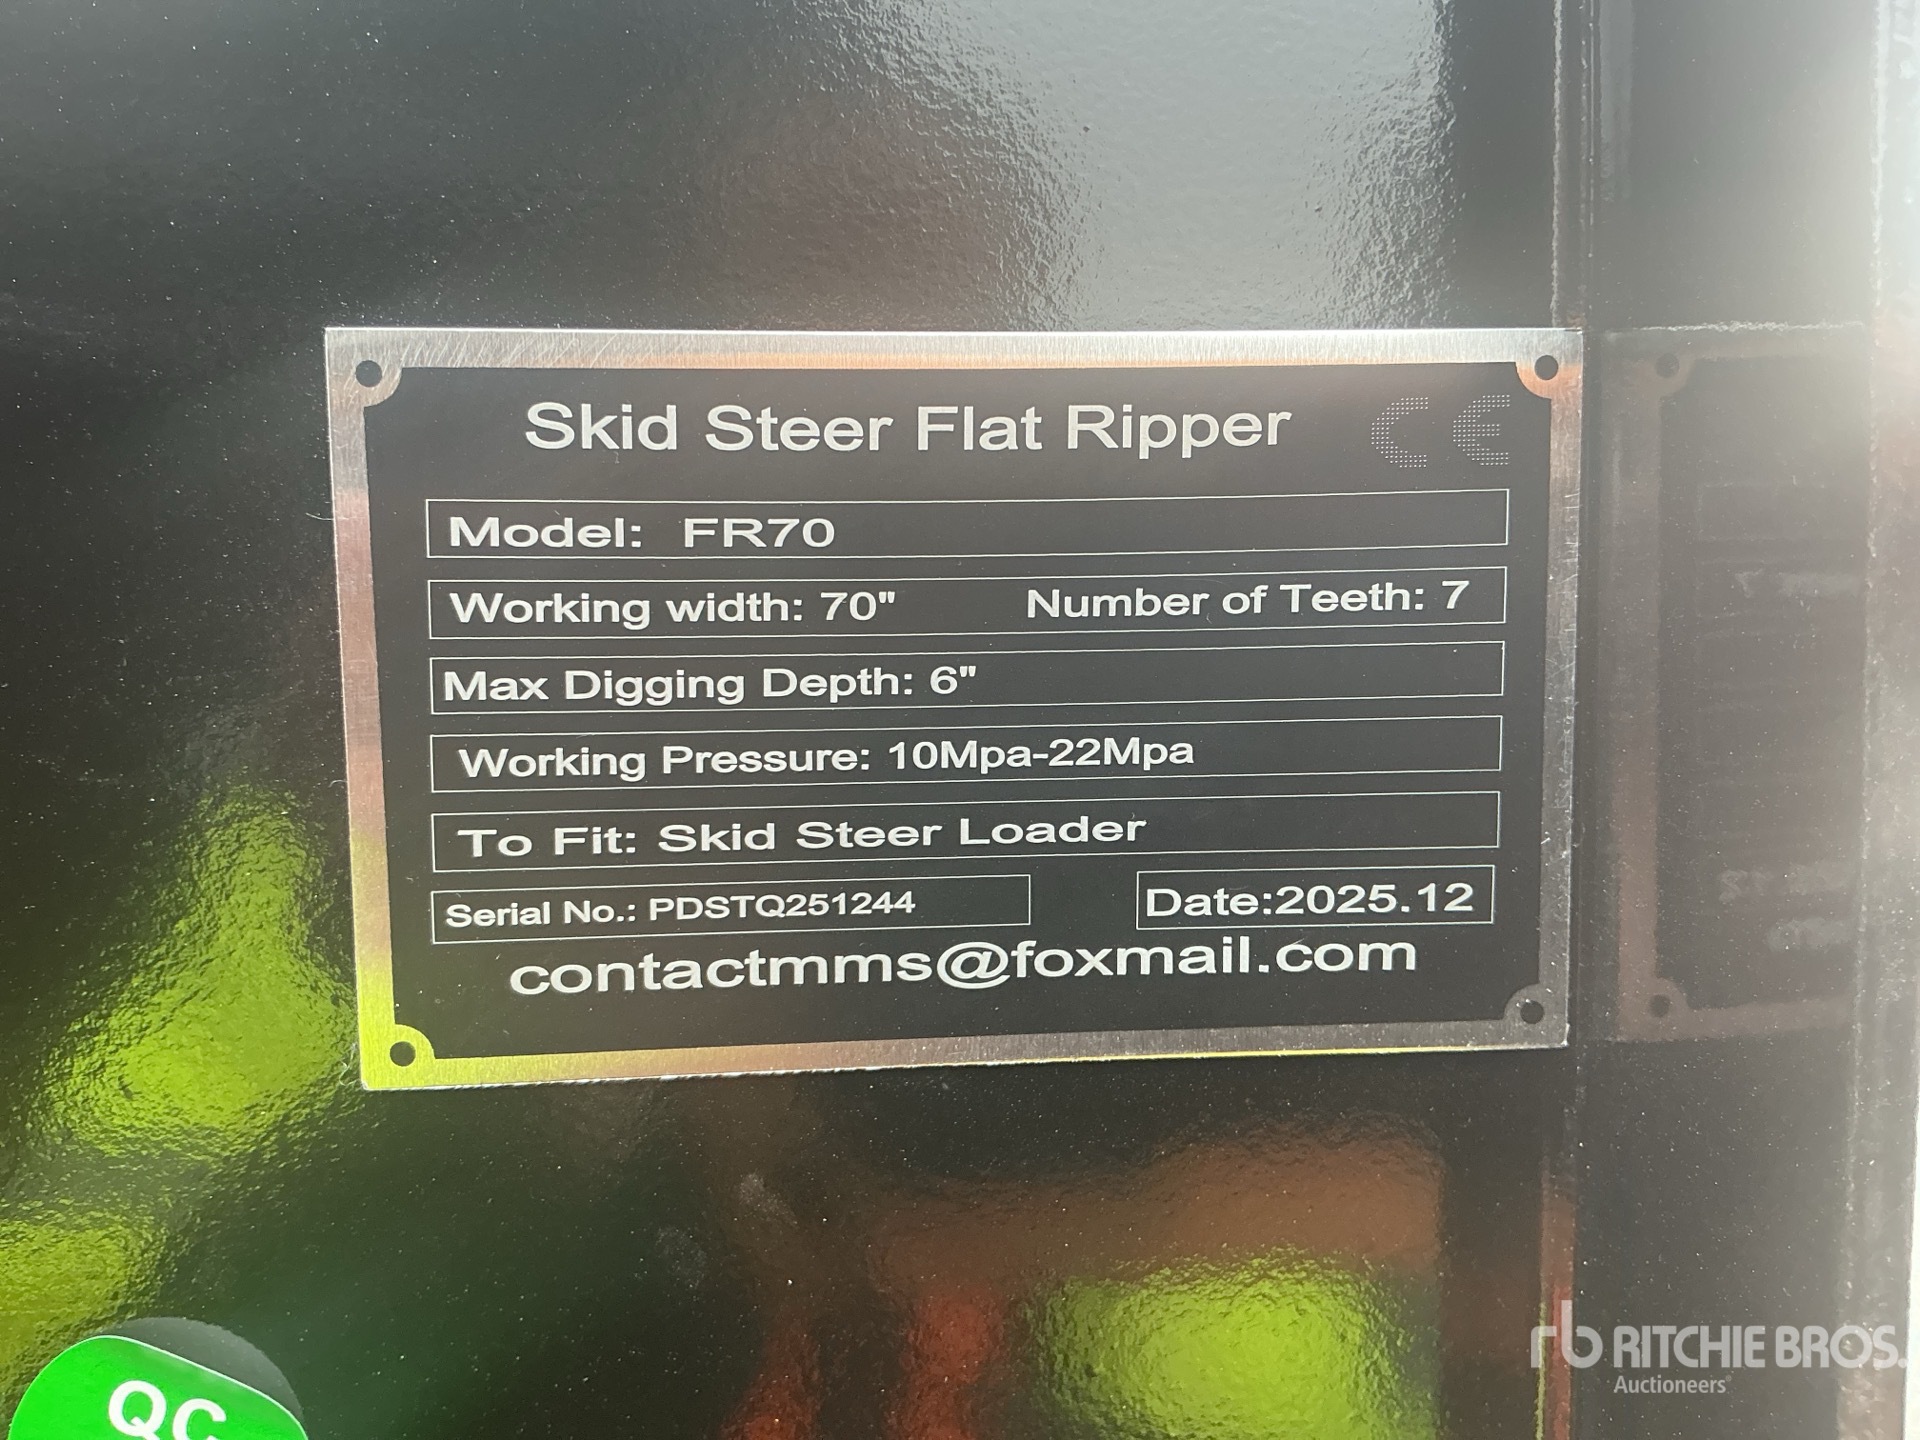 Skid Steer Flat Ripper CE
Model: FR70
Working width: 70" Number of Teeth: 7
Max Digging Depth: 6"
Working Pressure: 10Mpa-22Mpa
To Fit: Skid Steer Loader
Serial No.: PDSTQ251244 Date:2025.12
contactmms@foxmail.com
QC
rb RITCHIE BROS.
Auctioneers